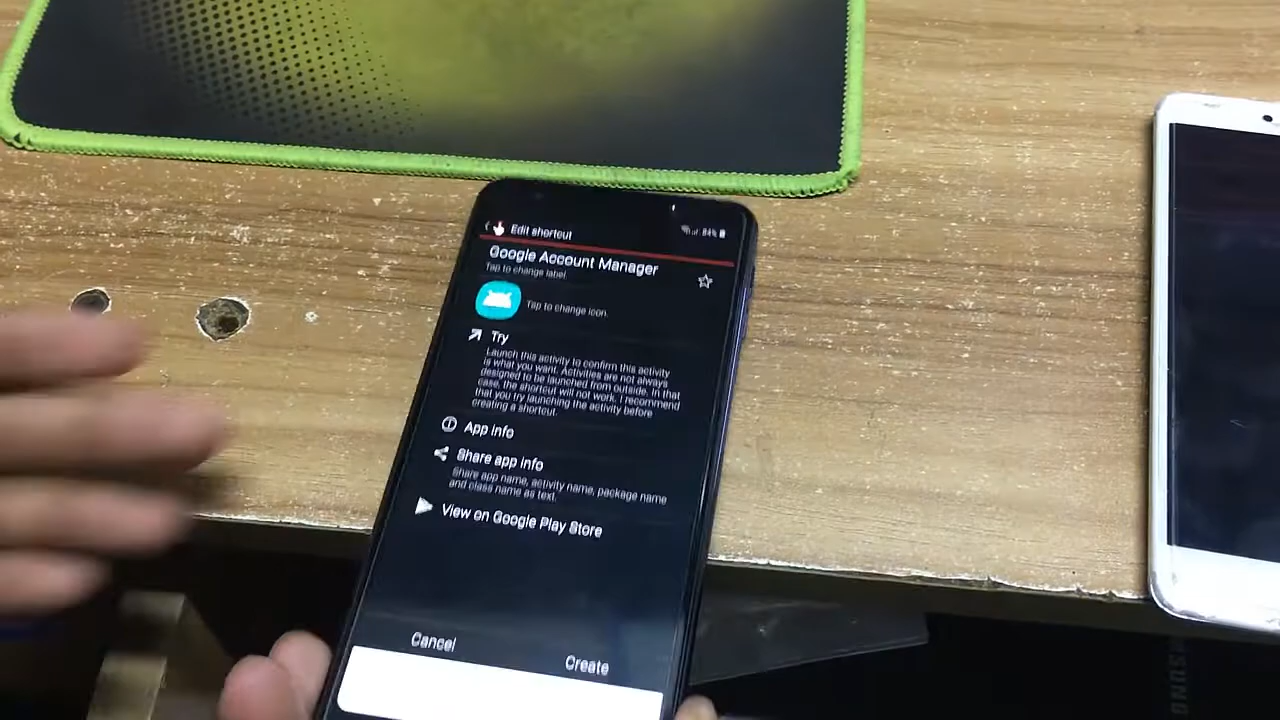 Edit shortcut
84%
Google Account Manager
Tap to change label.
Tap to change icon.
Try
Launch this activity to confirm this activity
is what you want. Activities are not always
designed to be launched from outside. In that
case, the shortcut will not work. I recommend
that you try launching the activity before
creating a shortcut.
App info
Share app info
Share app name, activity name, package name
and class name as text.
View on Google Play Store
Cancel
Create